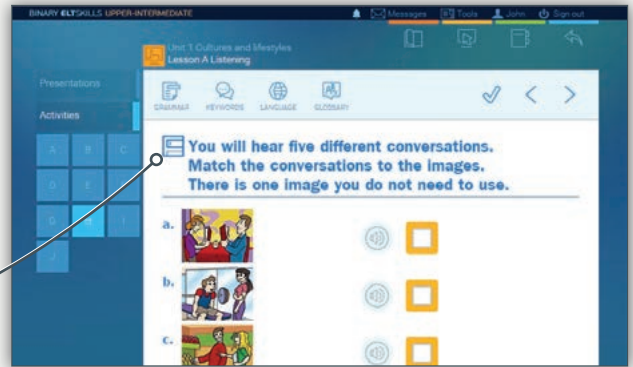 BINARY ELTSKILLS UPPER-INTERMEDIATE
Messages
Tools
John
Sign out
Unit 1 Cultures and lifestyles
Lesson A Listening
Presentations
Activities
GRAMMAR
KEYWORDS
LANGUAGE
GLOSSARY
A
B
C
D
E
G
H
I
J
You will hear five different conversations.
Match the conversations to the images.
There is one image you do not need to use.
a.
b.
c.